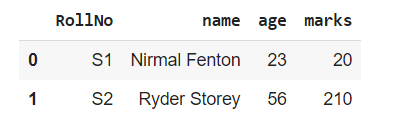 RollNo name age marks
0 S1 Nirmal Fenton 23 20
1 S2 Ryder Storey 56 210